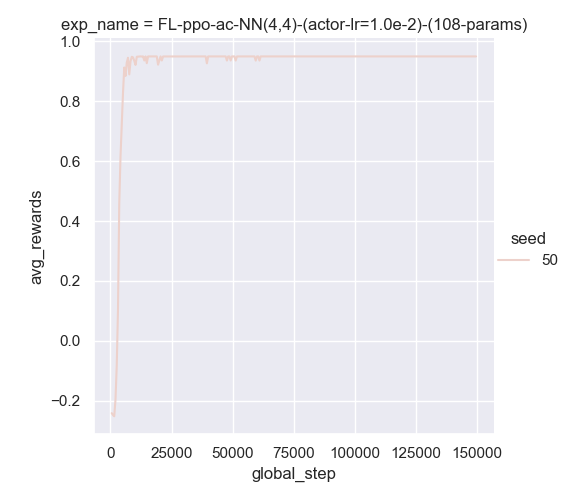 exp_name = FL-ppo-ac-NN(4,4)-(actor-lr=1.0e-2)-(108-params)
1.0
0.8
0.6
0.4
0.2
0.0
−0.2
avg_rewards
0 25000 50000 75000 100000 125000 150000
global_step
seed
50